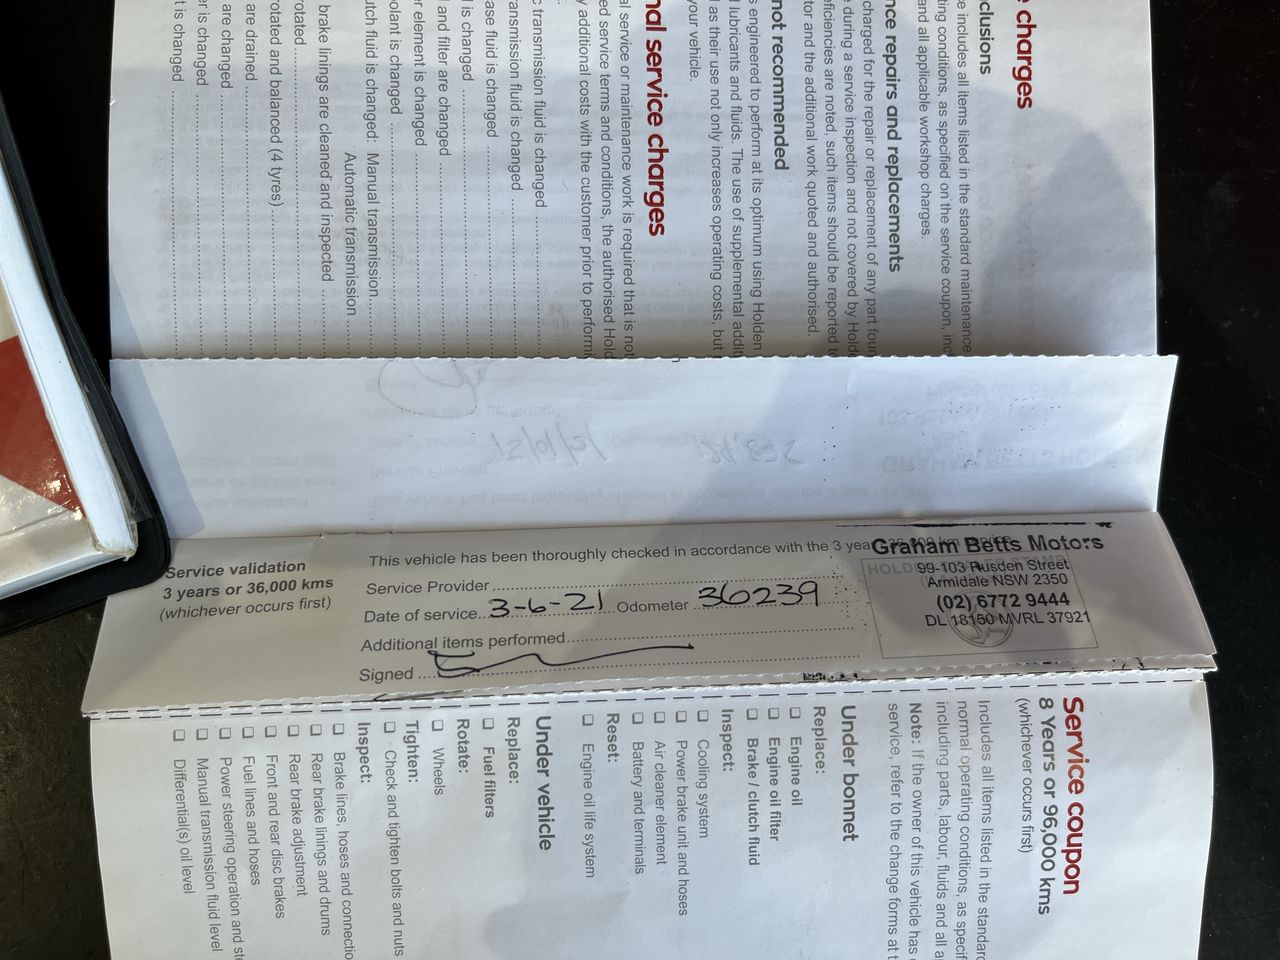 e charges
clusions
e includes all items listed in the standard maintenance
ting conditions, as specified on the service coupon, inc
and all applicable workshop charges.
nce repairs and replacements
charged for the repair or replacement of any part four
e during a service inspection and not covered by Holde
eficiencies are noted, such items should be reported to
tor and the additional work quoted and authorised.
not recommended
s engineered to perform at its optimum using Holden
l lubricants and fluids. The use of supplemental addit
l as their use not only increases operating costs, but
your vehicle.
nal service charges
al service or maintenance work is required that is not
ed service terms and conditions, the authorised Hold
y additional costs with the customer prior to performi
c transmission fluid is changed
ransmission fluid is changed
ase fluid is changed
l is changed
l and filler are changed
er element is changed
olant is changed
utch fluid is changed: Manual transmission
Automatic transmission
brake linings are cleaned and inspected
rotated
rotated and balanced (4 tyres)
are drained
are changed
er is changed
t is changed
Service validation
3 years or 36,000 kms
(whichever occurs first)
This vehicle has been thoroughly checked in accordance with the 3 year
Service Provider
Date of service 3-6-21 Odometer 36239
Additional items performed
Signed
Graham Betts Motors
99-103 Rusden Street
Armidale NSW 2350
(02) 6772 9444
DL 18150 MVRL 37921
Service coupon
8 Years or 96,000 kms
(whichever occurs first)
Includes all items listed in the standard
normal operating conditions, as specif
including parts, labour, fluids and all a
Note: If the owner of this vehicle has
service, refer to the change forms at t
Under bonnet
Replace:
Engine oil
Engine oil filter
Brake / clutch fluid
Inspect:
Cooling system
Power brake unit and hoses
Air cleaner element
Battery and terminals
Reset:
Engine oil life system
Under vehicle
Replace:
Fuel filters
Rotate:
Wheels
Tighten:
Check and tighten bolts and nuts
Inspect:
Brake lines, hoses and connectio
Rear brake linings and drums
Rear brake adjustment
Front and rear disc brakes
Fuel lines and hoses
Power steering operation and ste
Manual transmission fluid level
Differential(s) oil level